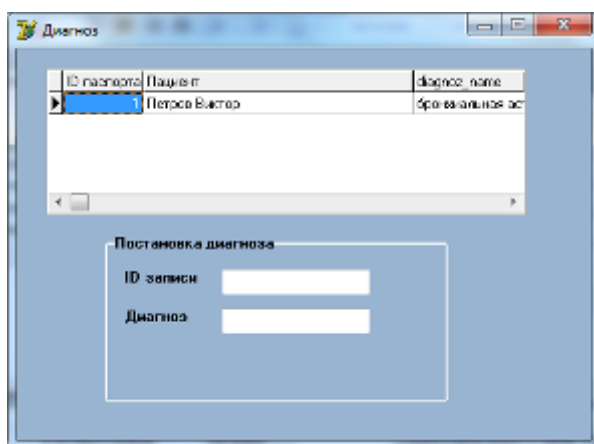 Диагноз
ID паспорта Пациент diagnoz_name
1 Петров Виктор бронхиальная аст
Постановка диагноза
ID записи
Диагноз